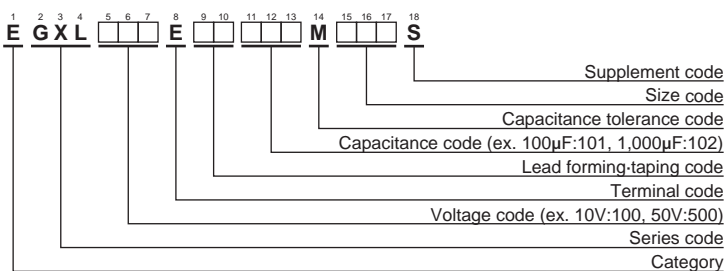 1 2 3 4 5 6 7 8 9 10 11 12 13 14 15 16 17 18
E G X L E M S
Supplement code
Size code
Capacitance tolerance code
Capacitance code (ex. 100μF:101, 1,000μF:102)
Lead forming·taping code
Terminal code
Voltage code (ex. 10V:100, 50V:500)
Series code
Category